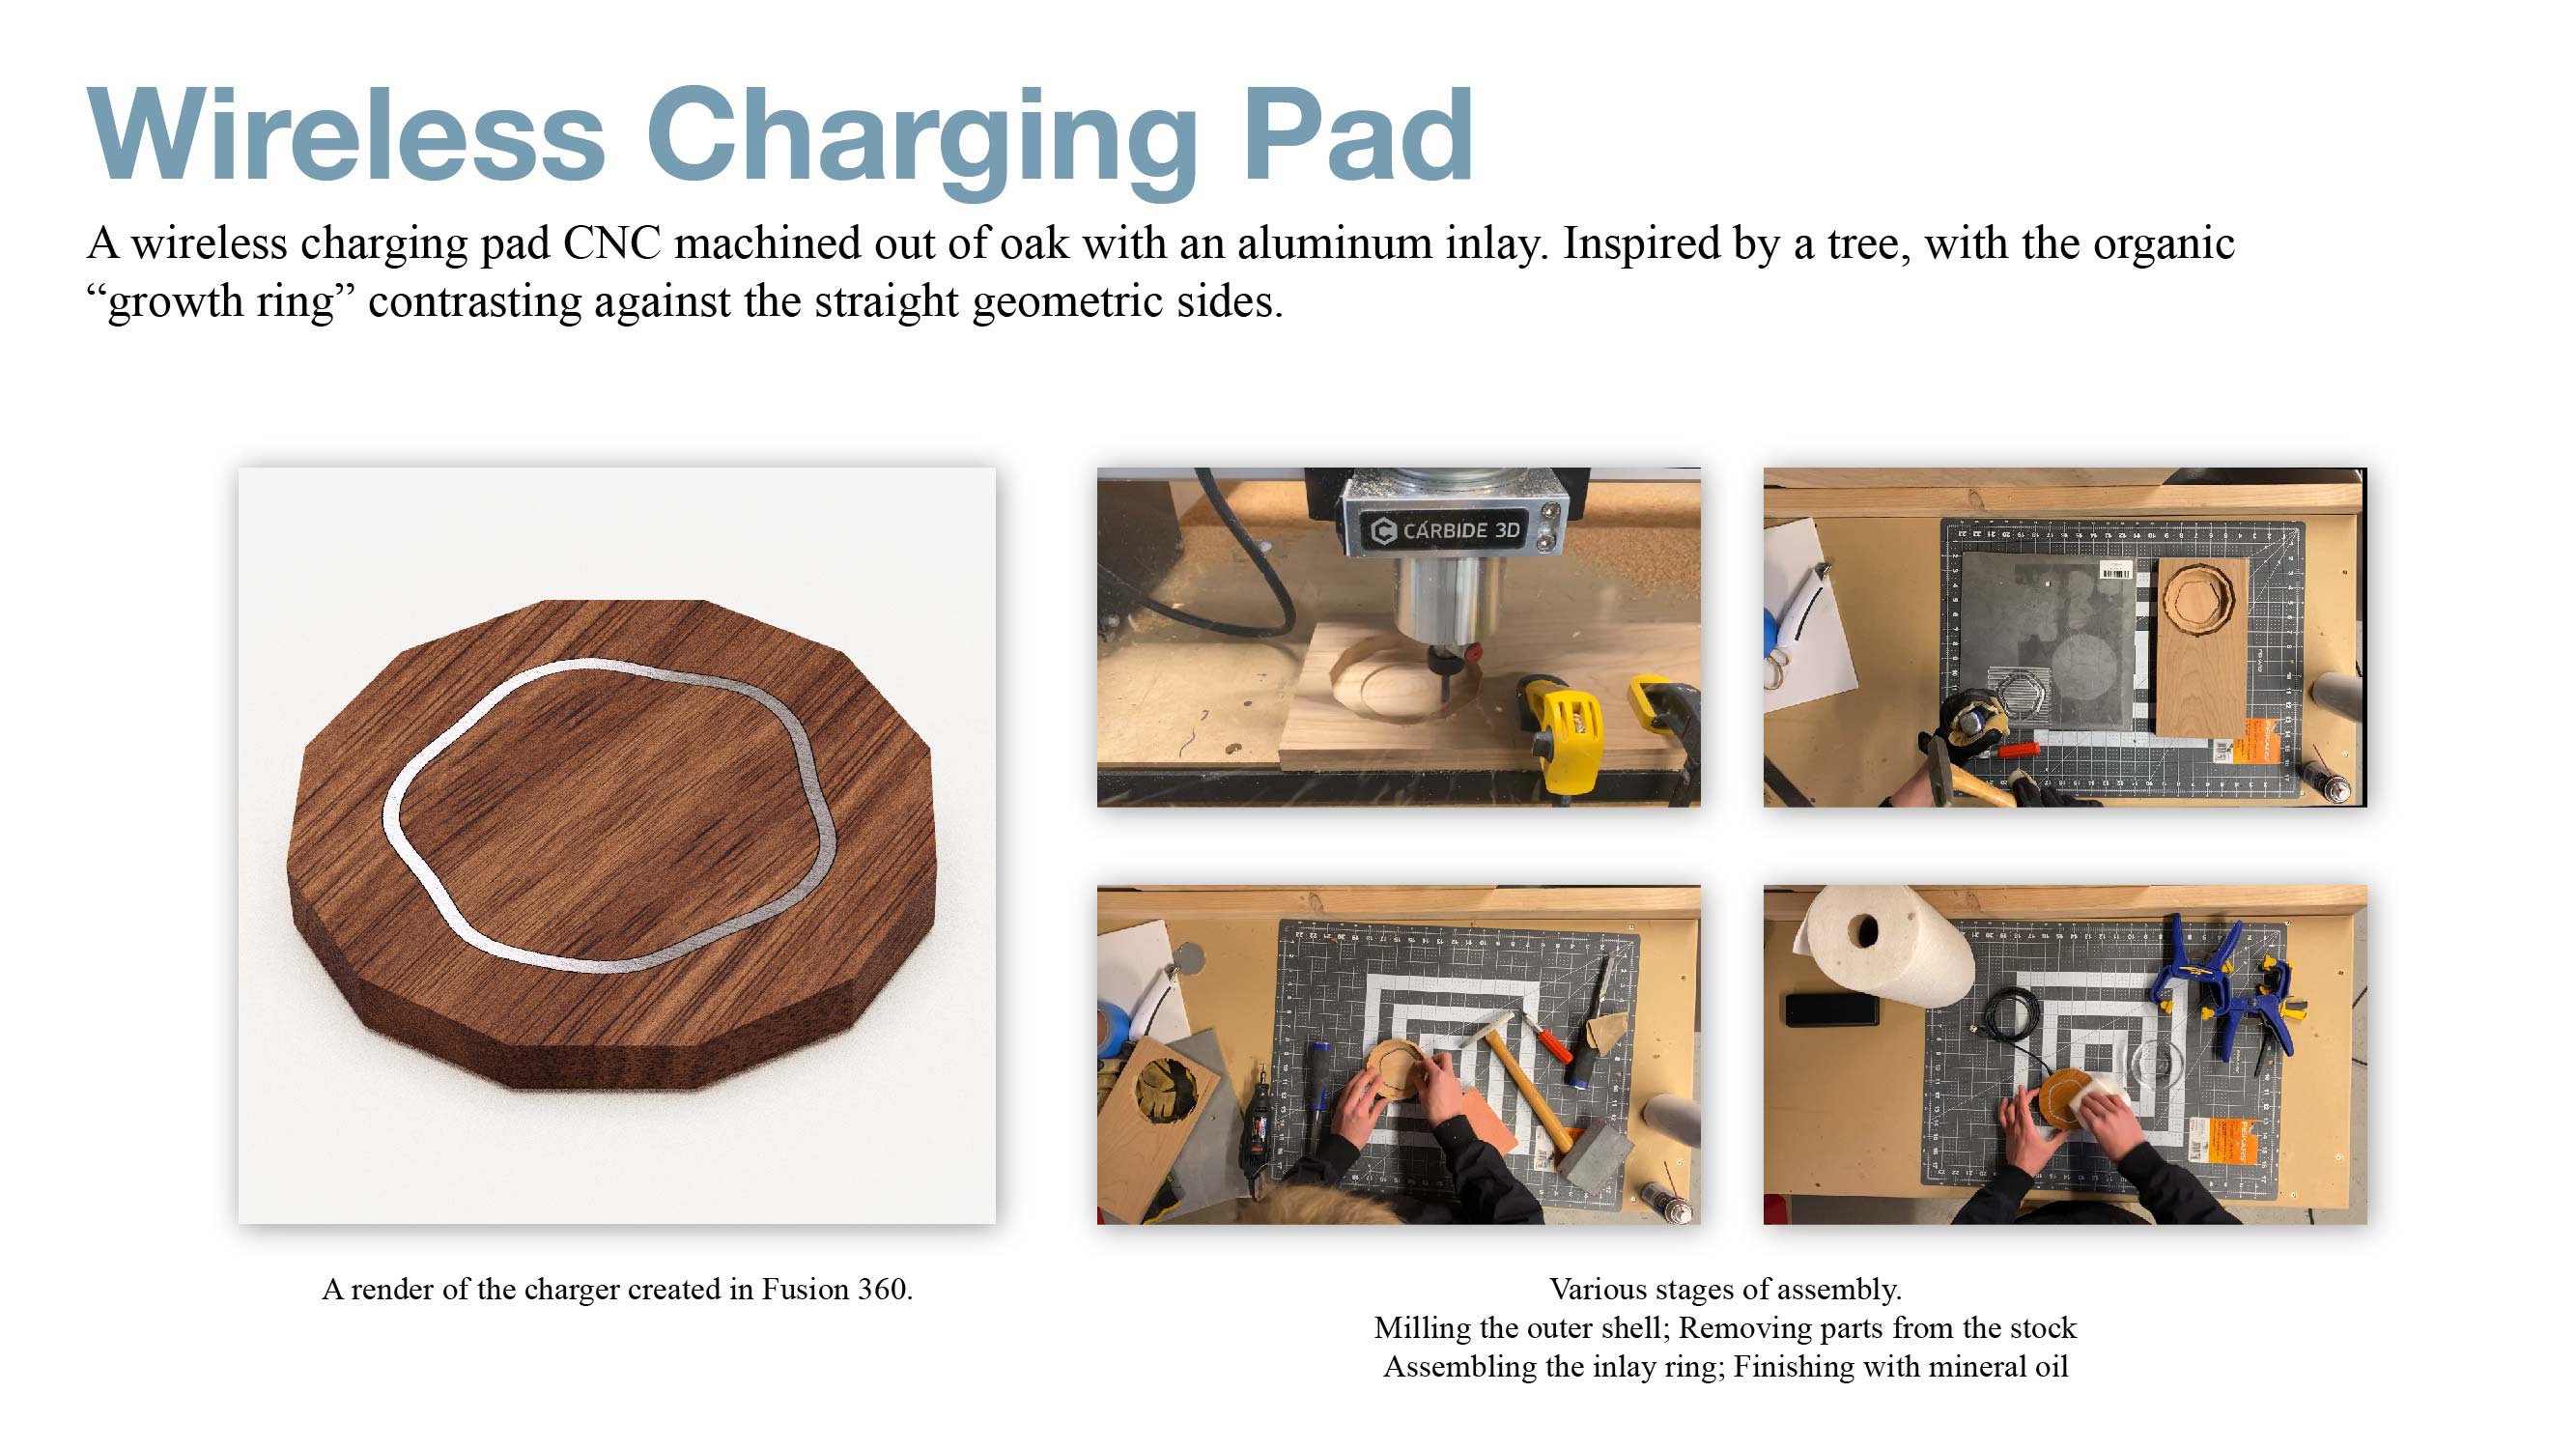 Wireless Charging Pad
A wireless charging pad CNC machined out of oak with an aluminum inlay. Inspired by a tree, with the organic
“growth ring” contrasting against the straight geometric sides.
CARBIDE 3D
A render of the charger created in Fusion 360.
Various stages of assembly.
Milling the outer shell; Removing parts from the stock
Assembling the inlay ring; Finishing with mineral oil